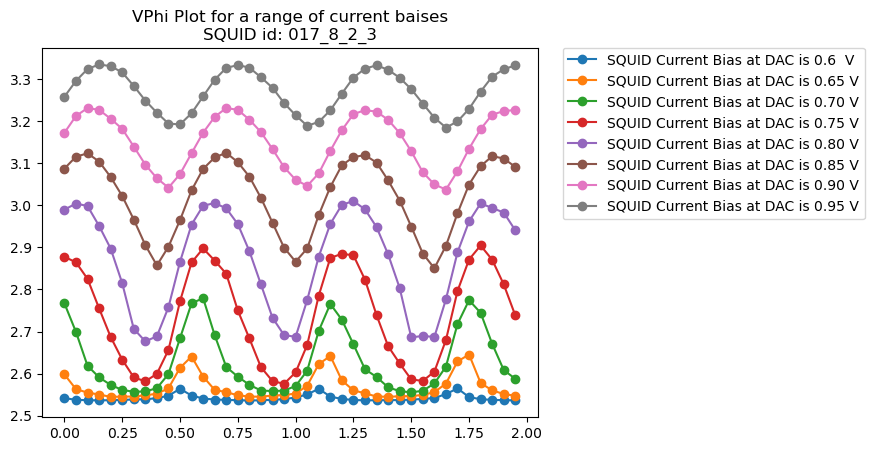 VPhi Plot for a range of current baises
SQUID id: 017_8_2_3
SQUID Current Bias at DAC is 0.6  V
SQUID Current Bias at DAC is 0.65 V
SQUID Current Bias at DAC is 0.70 V
SQUID Current Bias at DAC is 0.75 V
SQUID Current Bias at DAC is 0.80 V
SQUID Current Bias at DAC is 0.85 V
SQUID Current Bias at DAC is 0.90 V
SQUID Current Bias at DAC is 0.95 V
3.3
3.2
3.1
3.0
2.9
2.8
2.7
2.6
2.5
0.00 0.25 0.50 0.75 1.00 1.25 1.50 1.75 2.00